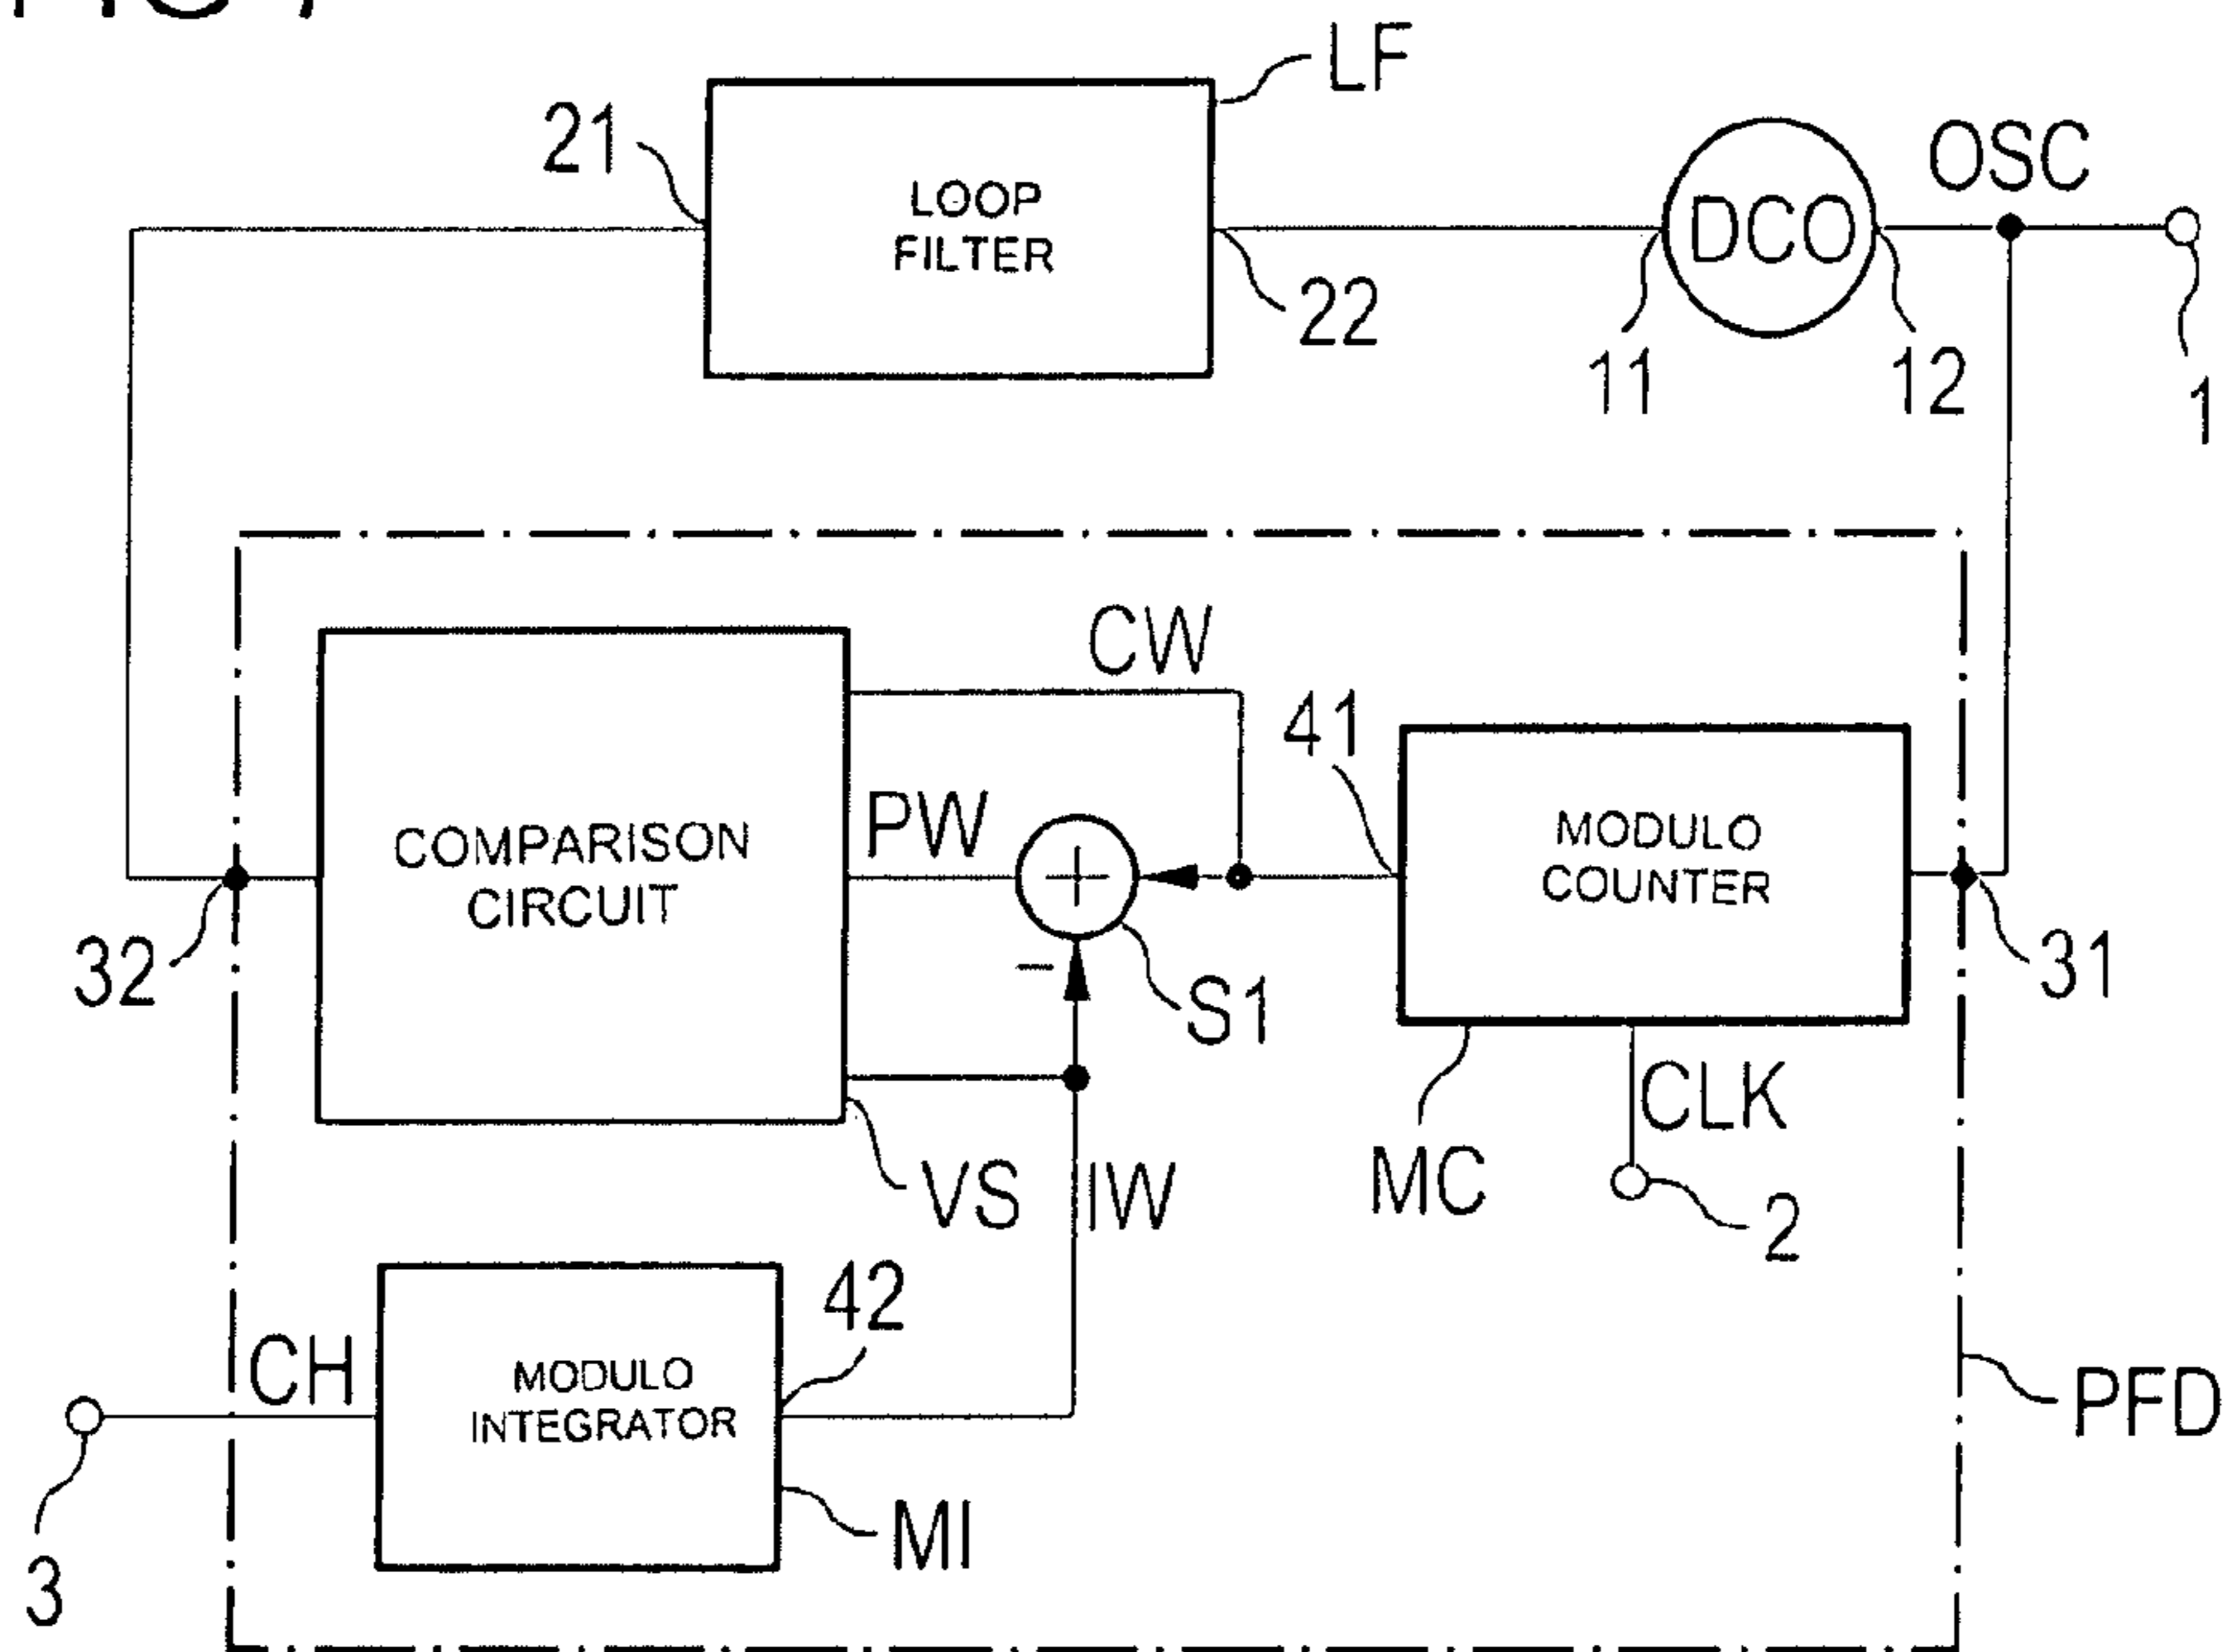 LF
21
LOOP
FILTER
OSC
DCO
22
11
12
1
CW
41
PW
MODULO
COUNTER
COMPARISON
CIRCUIT
+
32
-
S1
31
CLK
MC
VS
IW
2
42
CH
MODULO
INTEGRATOR
PFD
MI
3